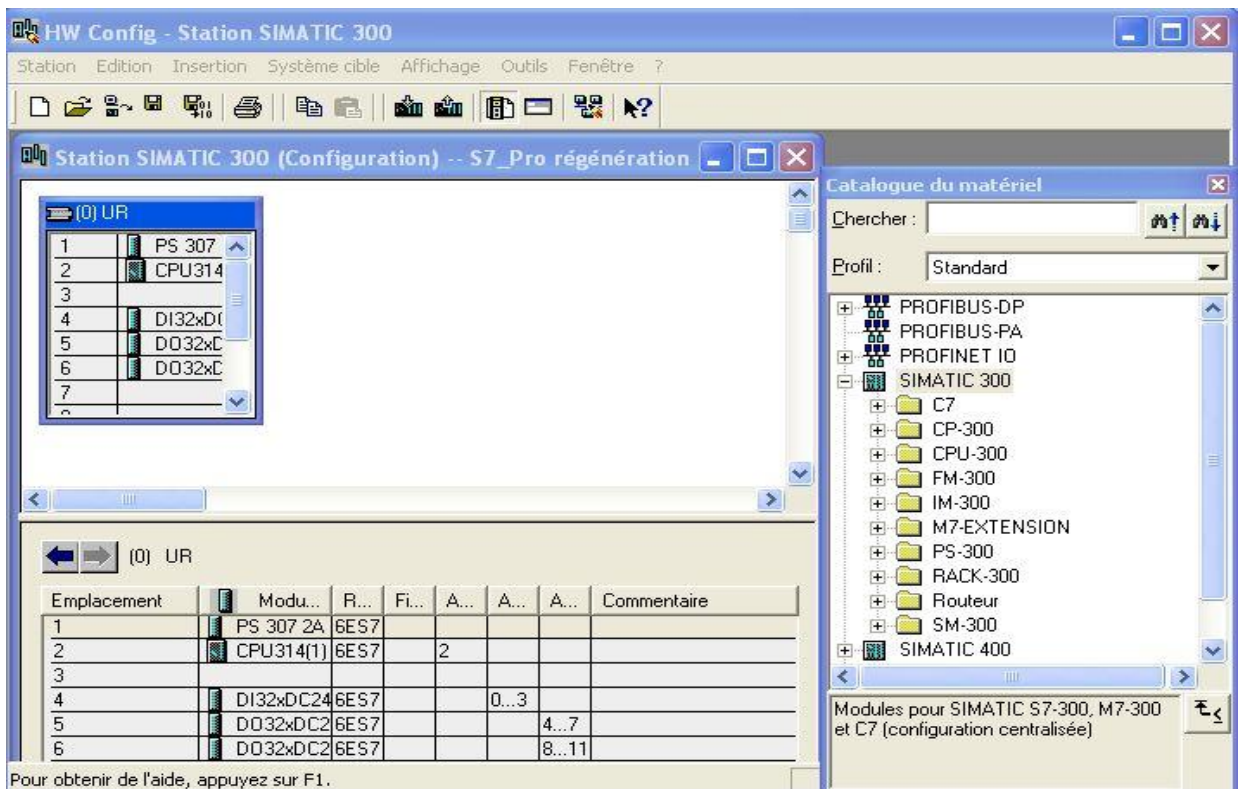 HW Config - Station SIMATIC 300
Station Edition Insertion Système cible Affichage Outils Fenêtre ?
Station SIMATIC 300 (Configuration) -- S7_Pro régénération
(0) UR
1 PS 307
2 CPU314
3
4 DI32xD
5 DO32xD
6 DO32xD
7
(0) UR
Emplacement Modu... R... Fi... A... A... A... Commentaire
1 PS 307 2A 6ES7
2 CPU314(1) 6ES7 2
3
4 DI32xDC24 6ES7 0...3
5 DO32xDC2 6ES7 4...7
6 DO32xDC2 6ES7 8...11
Pour obtenir de l'aide, appuyez sur F1.
Catalogue du matériel
Chercher :
Profil : Standard
PROFIBUS-DP
PROFIBUS-PA
PROFINET IO
SIMATIC 300
C7
CP-300
CPU-300
FM-300
IM-300
M7-EXTENSION
PS-300
RACK-300
Routeur
SM-300
SIMATIC 400
Modules pour SIMATIC S7-300, M7-300
et C7 (configuration centralisée)